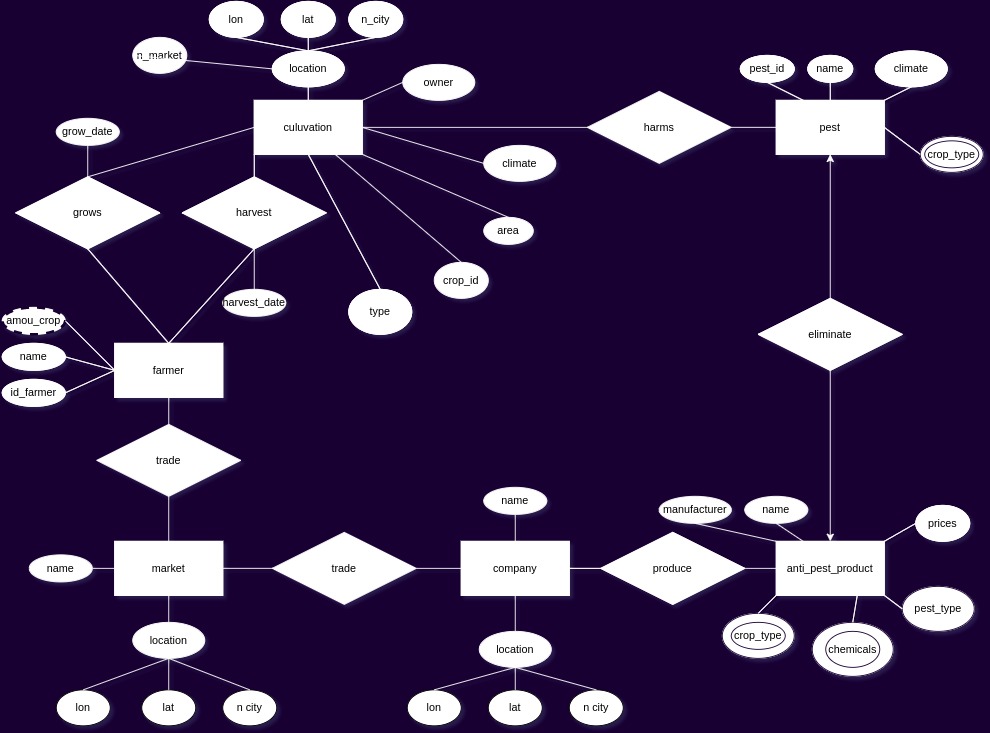 lon
lat
n_city
n_market
location
owner
pest_id
name
climate
grow_date
culuvation
harms
pest
climate
crop_type
grows
harvest
area
crop_id
harvest_date
type
amou_crop
eliminate
name
farmer
id_farmer
trade
name
manufacturer
name
prices
name
market
trade
company
produce
anti_pest_product
pest_type
location
location
crop_type
chemicals
lon
lat
n city
lon
lat
n city